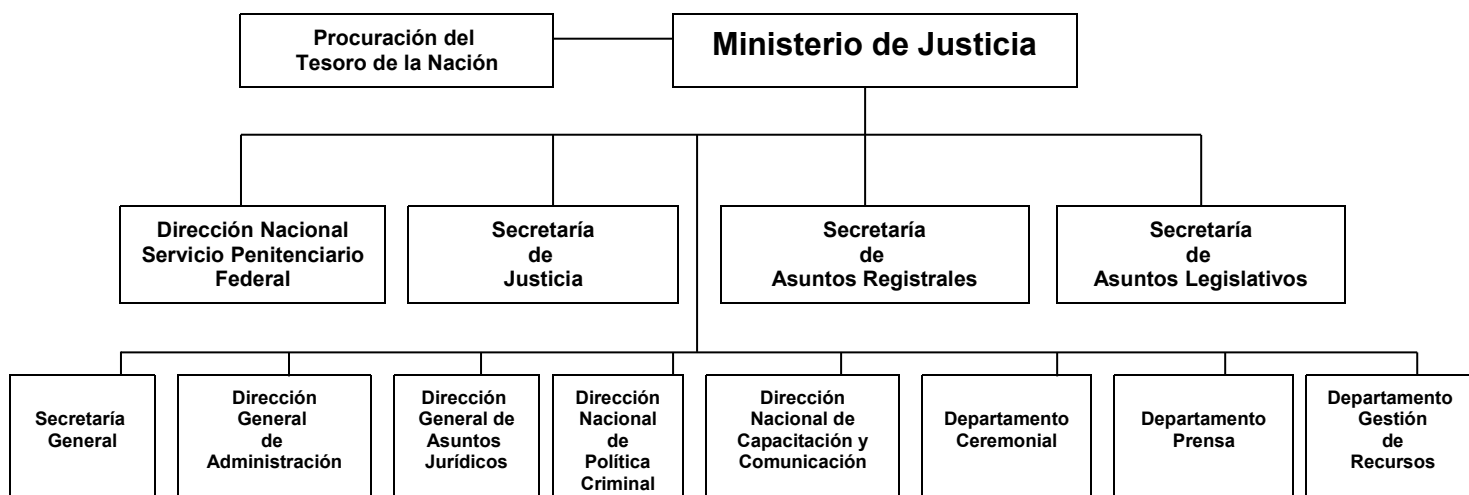 Procuración del
Tesoro de la Nación
Ministerio de Justicia
Dirección Nacional
Servicio Penitenciario
Federal
Secretaría
de
Justicia
Secretaría
de
Asuntos Registrales
Secretaría
de
Asuntos Legislativos
Secretaría
General
Dirección
General
de
Administración
Dirección
General de
Asuntos
Jurídicos
Dirección
Nacional
de
Política
Criminal
Dirección
Nacional de
Capacitación y
Comunicación
Departamento
Ceremonial
Departamento
Prensa
Departamento
Gestión
de
Recursos